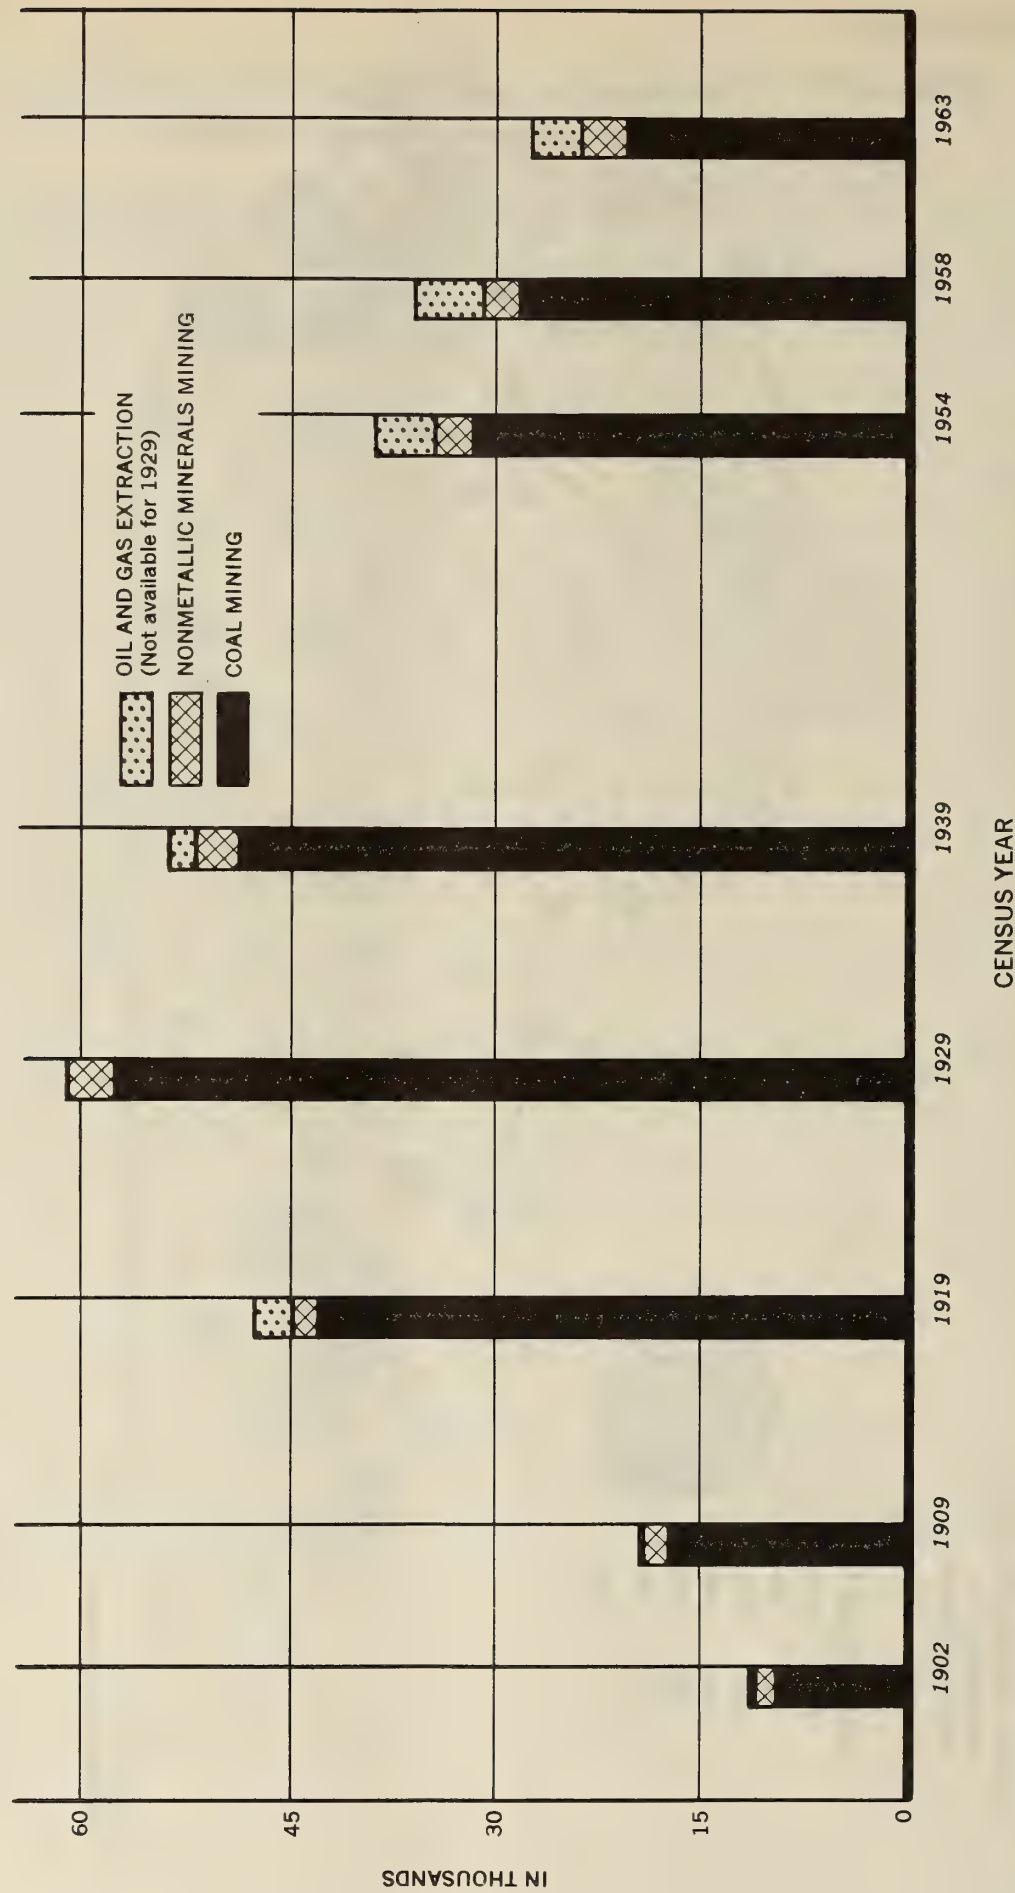 IN THOUSANDS
60
45
30
15
0
OIL AND GAS EXTRACTION
(Not available for 1929)
NONMETALLIC MINERALS MINING
COAL MINING
1902
1909
1919
1929
1939
1954
1958
1963
CENSUS YEAR